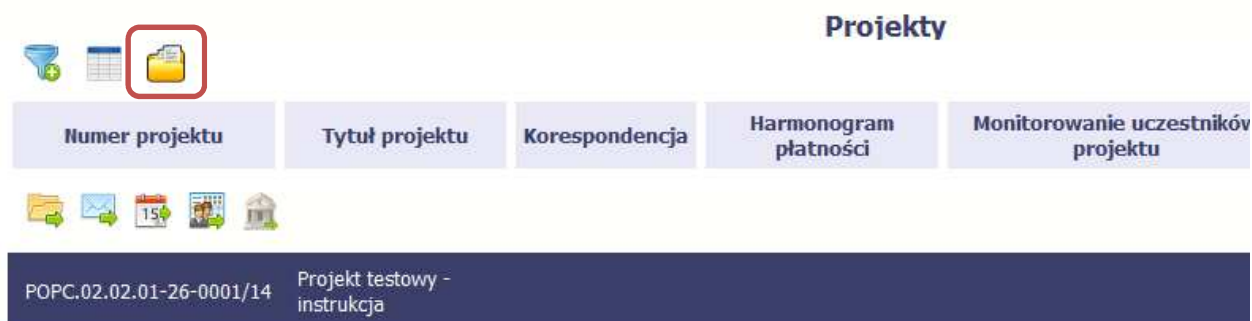 Projekty
Numer projektu
Tytuł projektu
Korespondencja
Harmonogram
płatności
Monitorowanie uczestników
projektu
15
POPC.02.02.01-26-0001/14
Projekt testowy -
instrukcja